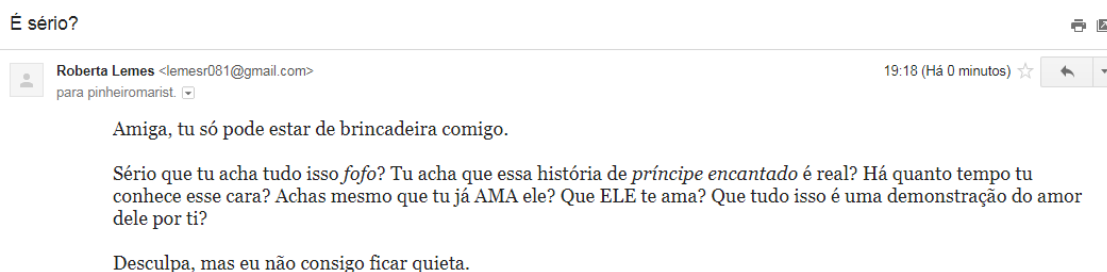 É sério?
Roberta Lemes <lemesr081@gmail.com>
19:18 (Há 0 minutos)
para pinheiromarist.
Amiga, tu só pode estar de brincadeira comigo.
Sério que tu acha tudo isso fofo? Tu acha que essa história de príncipe encantado é real? Há quanto tempo tu
conhece esse cara? Achas mesmo que tu já AMA ele? Que ELE te ama? Que tudo isso é uma demonstração do amor
dele por ti?
Desculpa, mas eu não consigo ficar quieta.